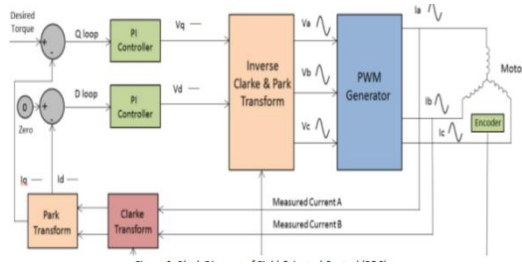 Desired
Torque
Q loop
PI
Controller
Vq
D loop
PI
Controller
Vd
0
Zero
Inverse
Clarke & Park
Transform
Va
Vb
Vc
PWM
Generator
Ia
Ib
Ic
Moto
Encoder
Iq
Id
Park
Transform
Clarke
Transform
Measured Current A
Measured Current B